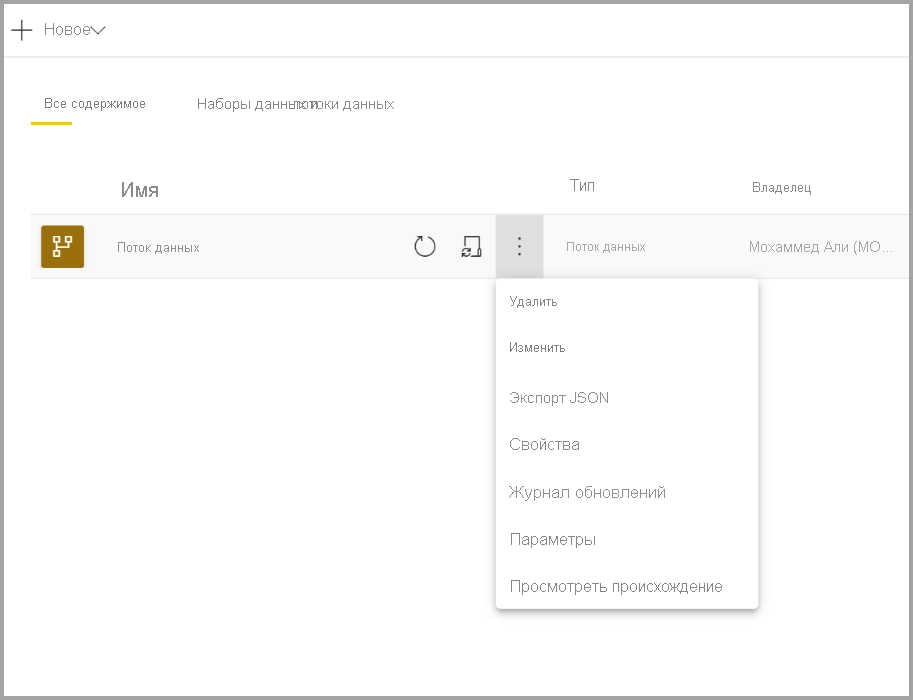 Новое
Все содержимое
Наборы данных и потоки данных
Имя
Тип
Владелец
Поток данных
Поток данных
Мохаммед Али (МО...
Удалить
Изменить
Экспорт JSON
Свойства
Журнал обновлений
Параметры
Просмотреть происхождение